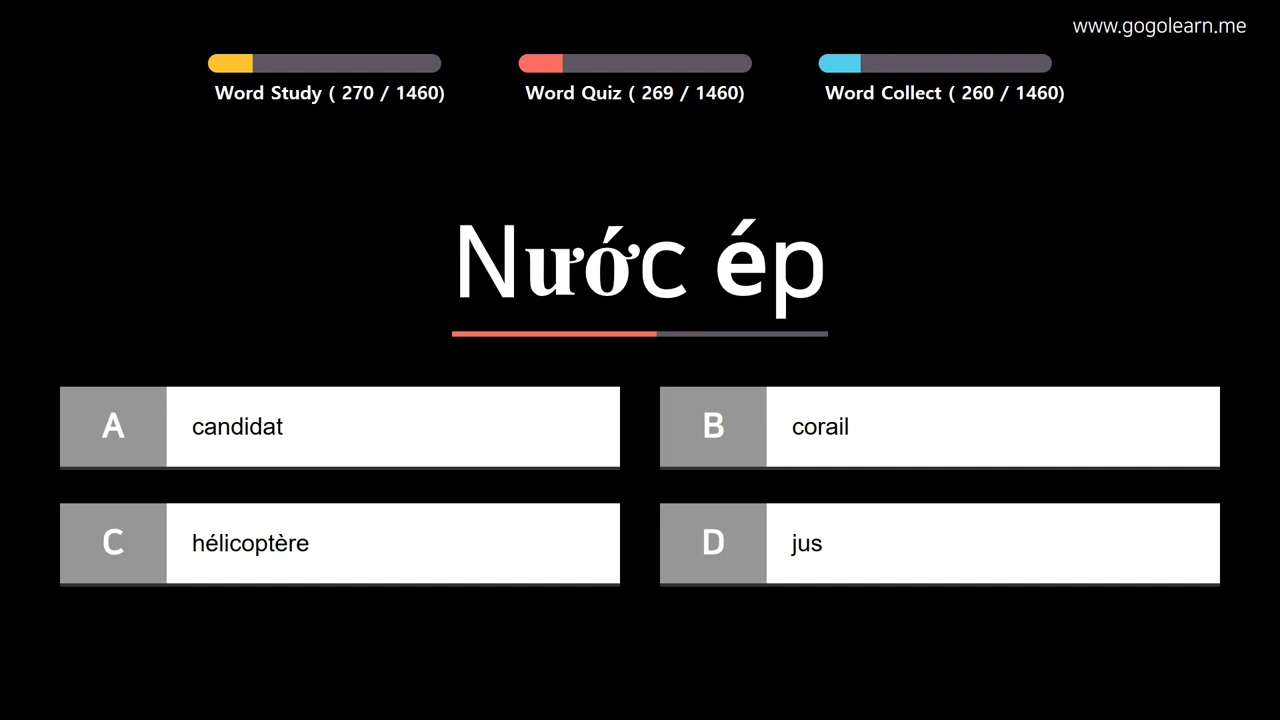 www.gogolearn.me
Word Study ( 270 / 1460)
Word Quiz ( 269 / 1460)
Word Collect ( 260 / 1460)
Nước ép
A
candidat
B
corail
C
hélicoptère
D
jus